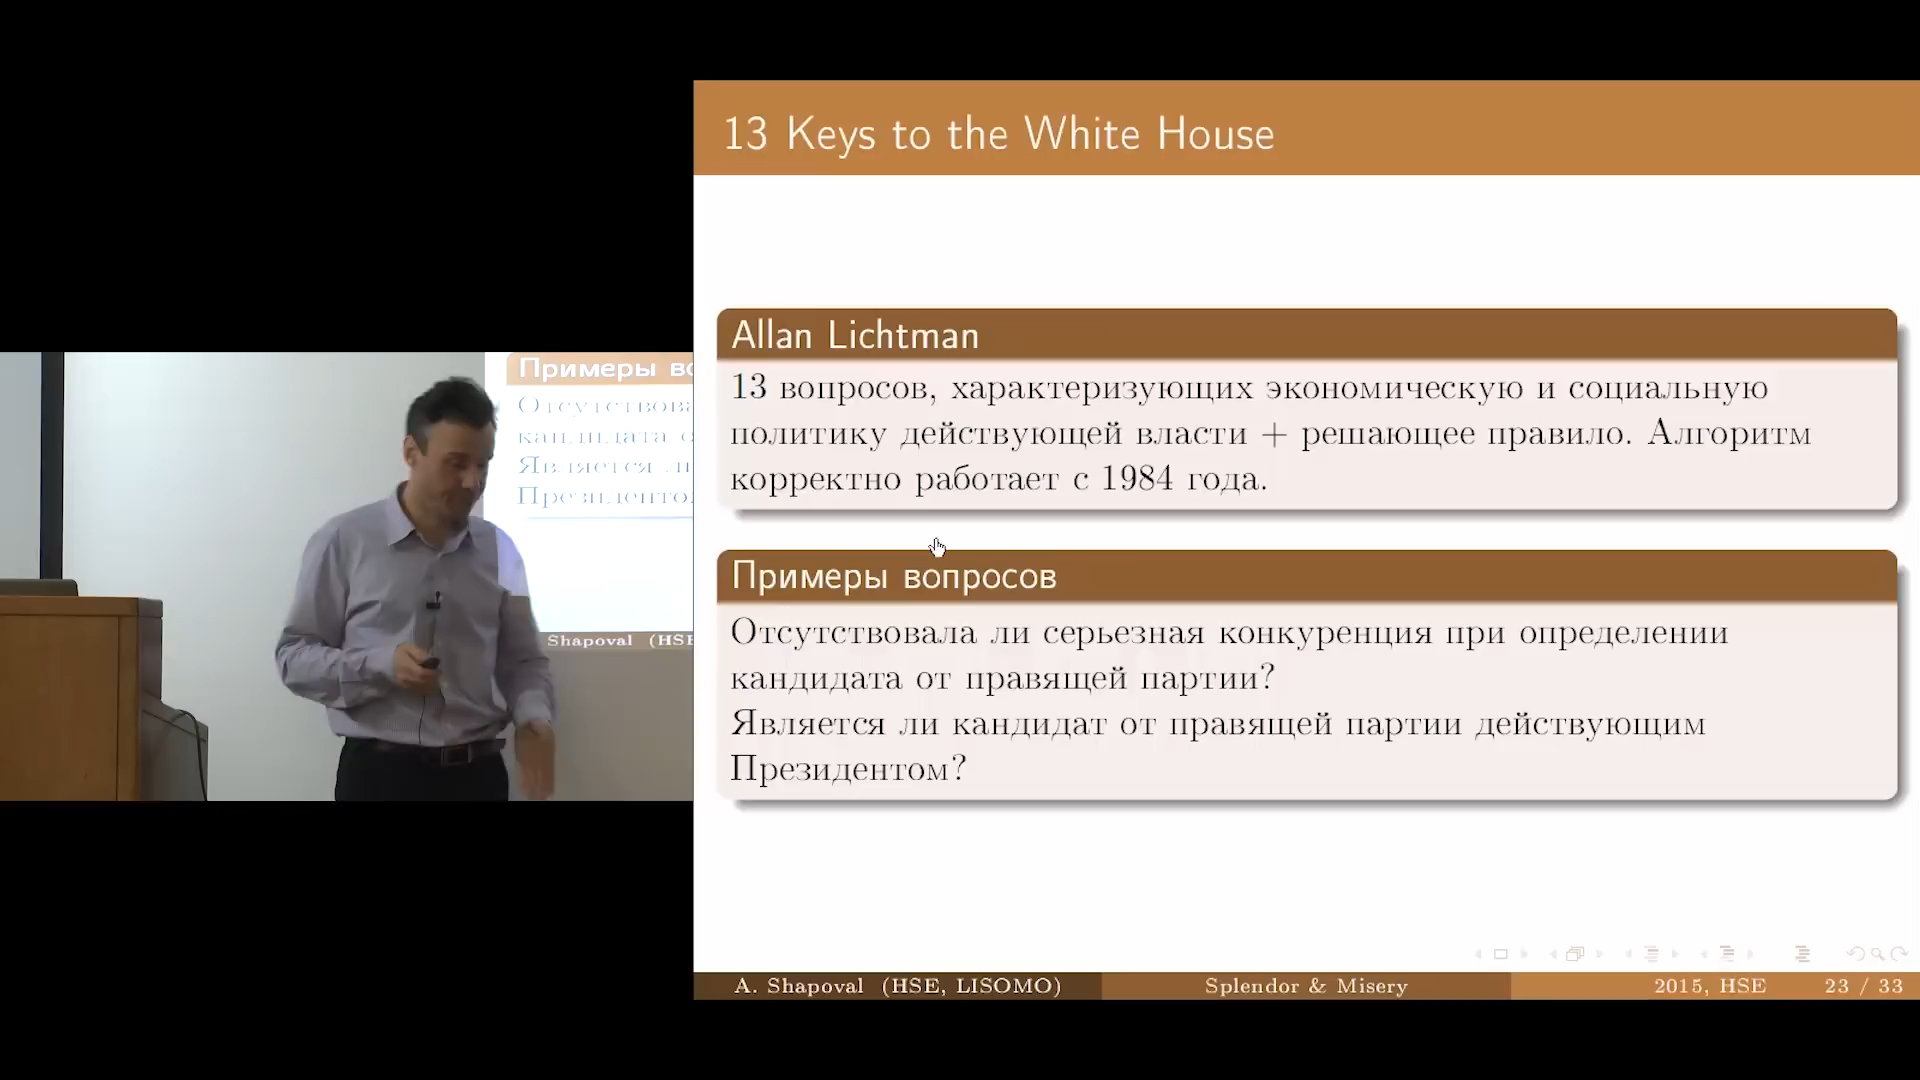 13 Keys to the White House
Allan Lichtman
13 вопросов, характеризующих экономическую и социальную
политику действующей власти + решающее правило. Алгоритм
корректно работает с 1984 года.
Примеры вопросов
Отсутствовала ли серьезная конкуренция при определении
кандидата от правящей партии?
Является ли кандидат от правящей партии действующим
Президентом?
A. Shapoval (HSE, LISOMO)
Splendor & Misery
2015, HSE
23 / 33
Примеры
Является ли
Shapoval (HSE